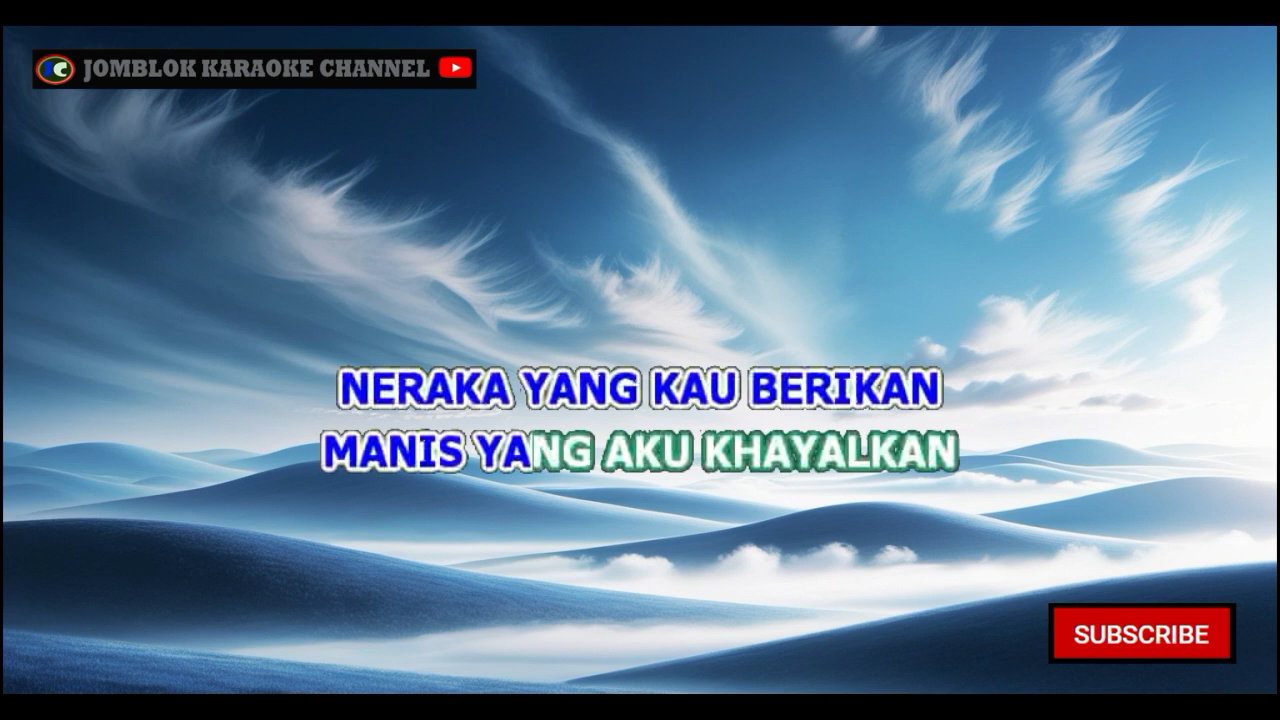 JOMBLOK KARAOKE CHANNEL
NERAKA YANG KAU BERIKAN
MANIS YANG AKU KHAYALKAN
SUBSCRIBE